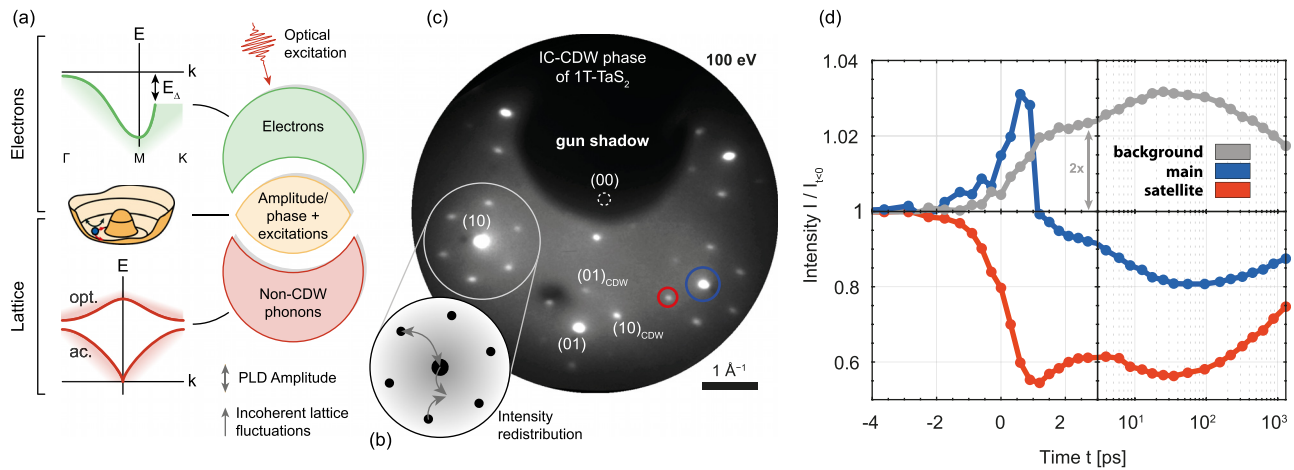 (a)
E
k
E_Δ
Γ
M
K
Electrons
Optical
excitation
Electrons
Amplitude/
phase +
excitations
Non-CDW
phonons
Lattice
E
opt.
ac.
k
PLD Amplitude
Incoherent lattice
fluctuations
(b)
Intensity
redistribution
(c)
IC-CDW phase
of 1T-TaS₂
100 eV
gun shadow
(00)
(10)
(01)CDW
(10)CDW
(01)
1 Å⁻¹
(d)
Intensity I / I_t<0
1.04
1.02
1
0.8
0.6
2x
background
main
satellite
-4
-2
0
2
10¹
10²
10³
Time t [ps]